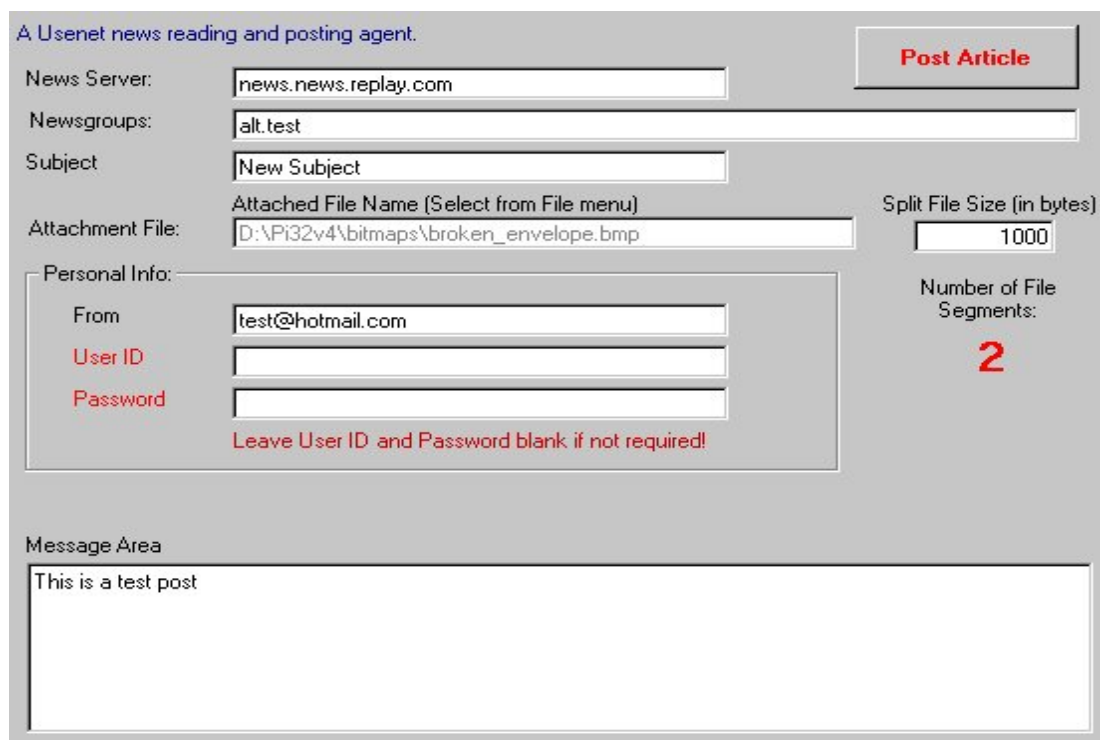 A Usenet news reading and posting agent.
Post Article
News Server:
news.news.replay.com
Newsgroups:
alt.test
Subject
New Subject
Attached File Name (Select from File menu)
Split File Size (in bytes)
Attachment File:
D:\Pi32v4\bitmaps\broken_envelope.bmp
1000
Personal Info:
Number of File
Segments:
2
From
test@hotmail.com
User ID
Password
Leave User ID and Password blank if not required!
Message Area
This is a test post